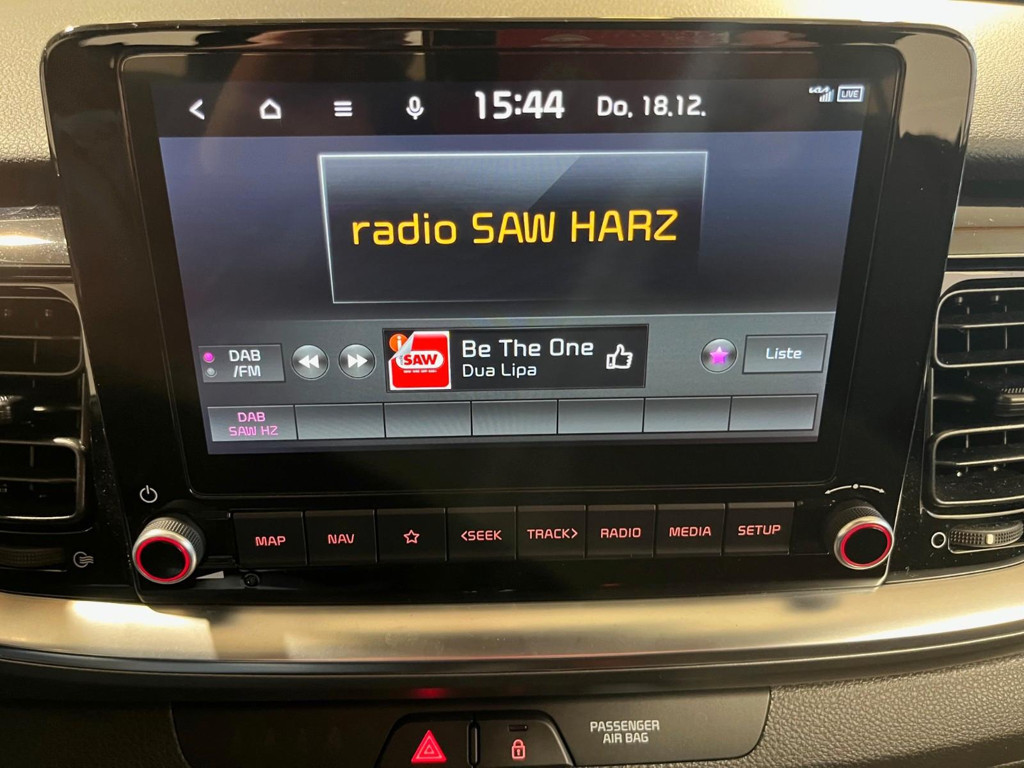 15:44 Do, 18.12. KIA LIVE
radio SAW HARZ
DAB
/FM
i
SAW
Be The One
Dua Lipa
Liste
DAB
SAW HZ
MAP NAV <SEEK TRACK> RADIO MEDIA SETUP
PASSENGER
AIR BAG